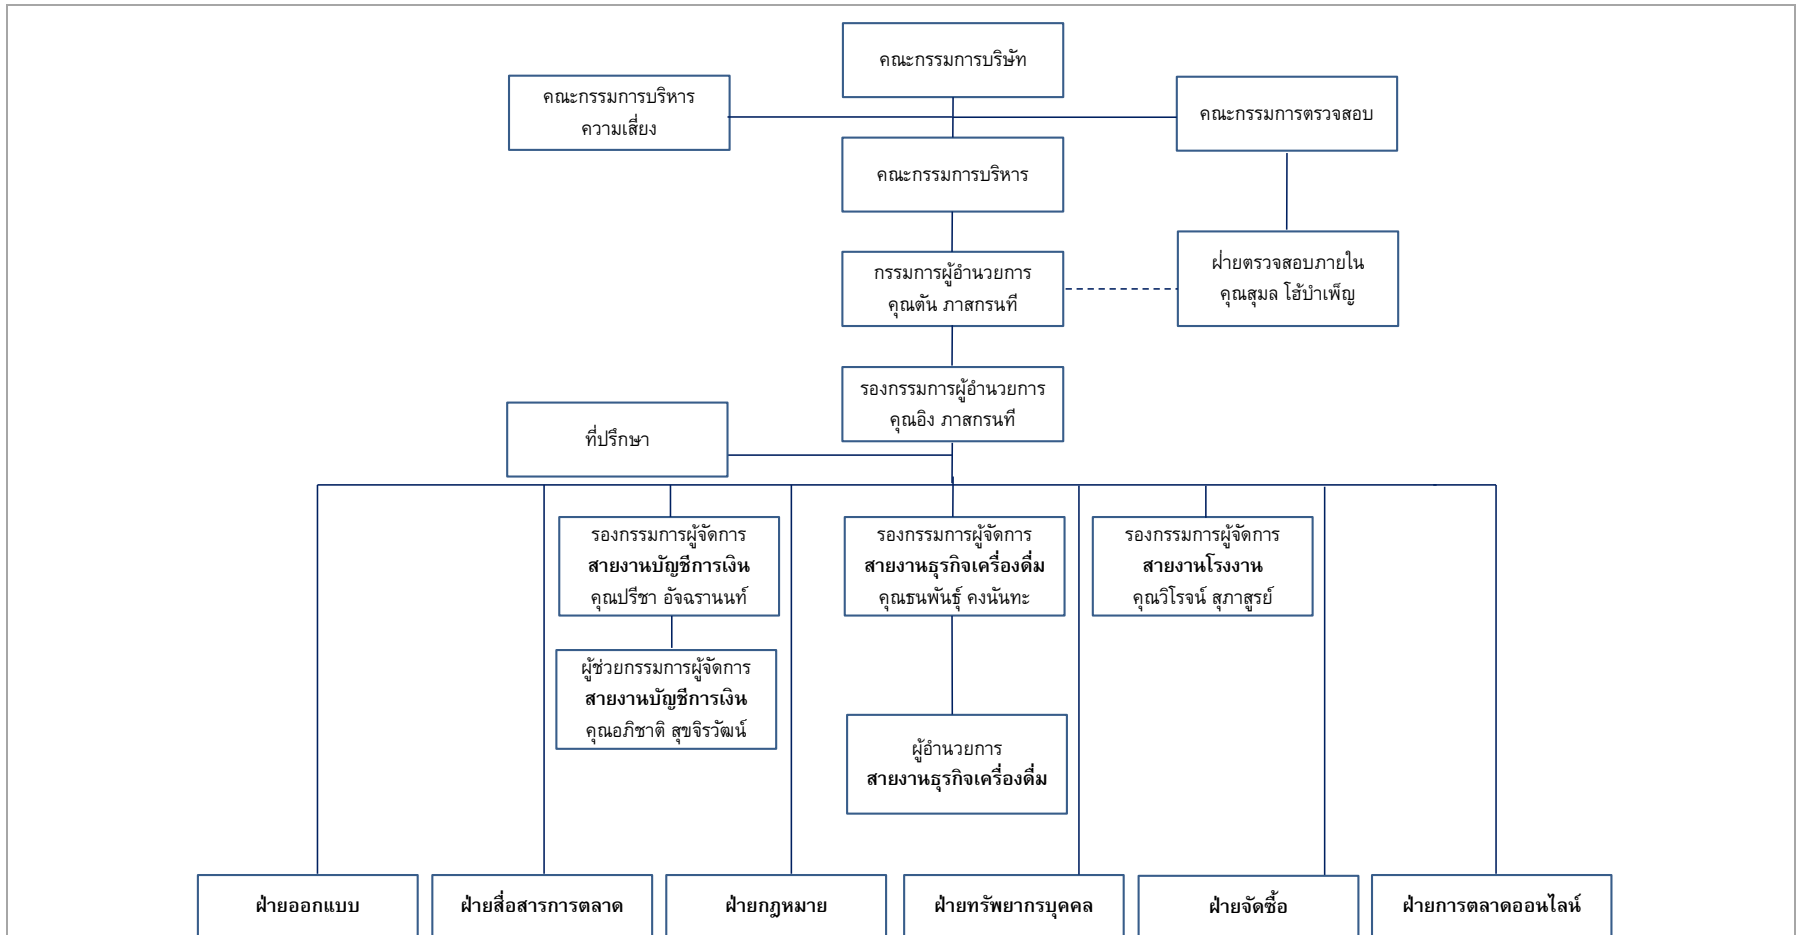 คณะกรรมการบริษัท
คณะกรรมการบริหาร
ความเสี่ยง
คณะกรรมการตรวจสอบ
คณะกรรมการบริหาร
กรรมการผู้อำนวยการ
คุณตัน ภาสกรนที
ฝ่ายตรวจสอบภายใน
คุณสุมล โฮ้บำเพ็ญ
รองกรรมการผู้อำนวยการ
คุณอิง ภาสกรนที
ที่ปรึกษา
รองกรรมการผู้จัดการ
สายงานบัญชีการเงิน
คุณปรีชา อัจฉรานนท์
รองกรรมการผู้จัดการ
สายงานธุรกิจเครื่องดื่ม
คุณธนพันธุ์ คงนันทะ
รองกรรมการผู้จัดการ
สายงานโรงงาน
คุณวิโรจน์ สุภาสูรย์
ผู้ช่วยกรรมการผู้จัดการ
สายงานบัญชีการเงิน
คุณอภิชาติ สุขจิรวัฒน์
ผู้อำนวยการ
สายงานธุรกิจเครื่องดื่ม
ฝ่ายออกแบบ
ฝ่ายสื่อสารการตลาด
ฝ่ายกฎหมาย
ฝ่ายทรัพยากรบุคคล
ฝ่ายจัดซื้อ
ฝ่ายการตลาดออนไลน์